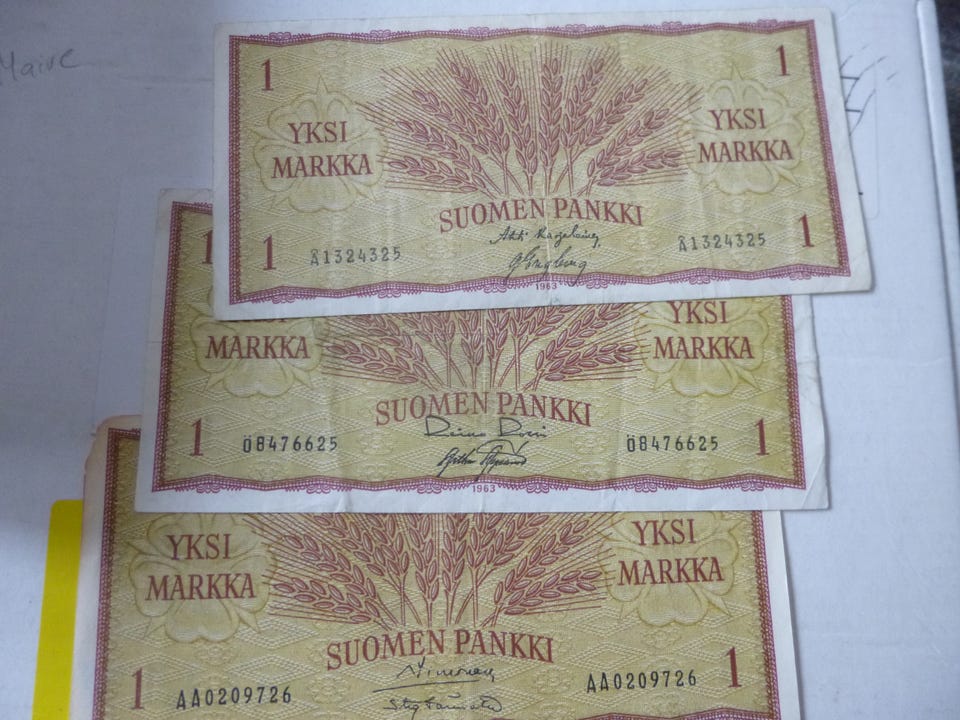 Maire
1 1
YKSI MARKKA YKSI MARKKA
SUOMEN PANKKI
1 Å1324325 Å1324325 1
1963
1
MARKKA YKSI MARKKA
SUOMEN PANKKI
1 Ö8476625 Ö8476625 1
1963
YKSI MARKKA YKSI MARKKA
SUOMEN PANKKI
1 AA0209726 AA0209726 1